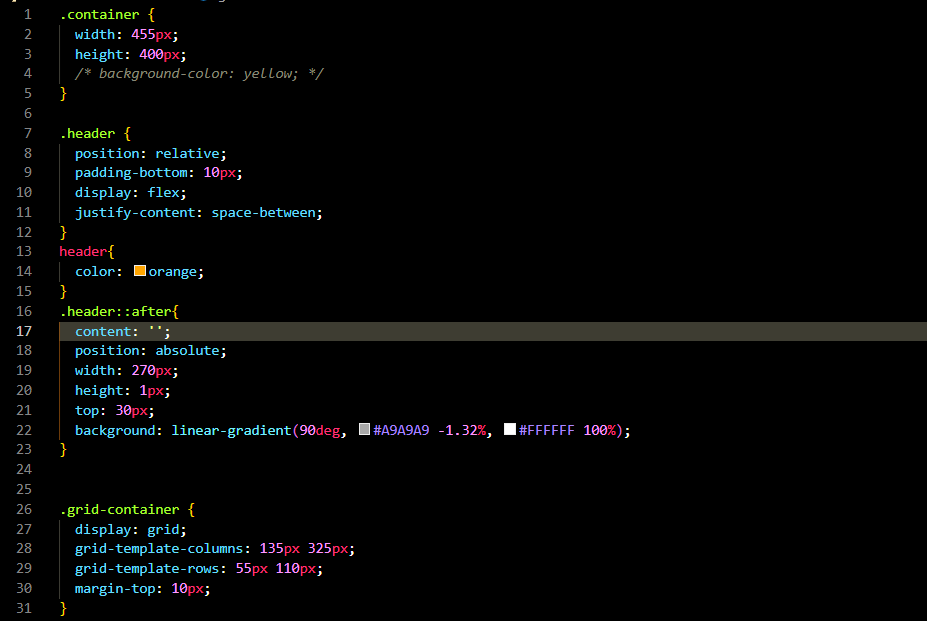 1 .container {
2 width: 455px;
3 height: 400px;
4 /* background-color: yellow; */
5 }
6
7 .header {
8 position: relative;
9 padding-bottom: 10px;
10 display: flex;
11 justify-content: space-between;
12 }
13 header{
14 color: orange;
15 }
16 .header::after{
17 content: '';
18 position: absolute;
19 width: 270px;
20 height: 1px;
21 top: 30px;
22 background: linear-gradient(90deg, #A9A9A9 -1.32%, #FFFFFF 100%);
23 }
24
25
26 .grid-container {
27 display: grid;
28 grid-template-columns: 135px 325px;
29 grid-template-rows: 55px 110px;
30 margin-top: 10px;
31 }